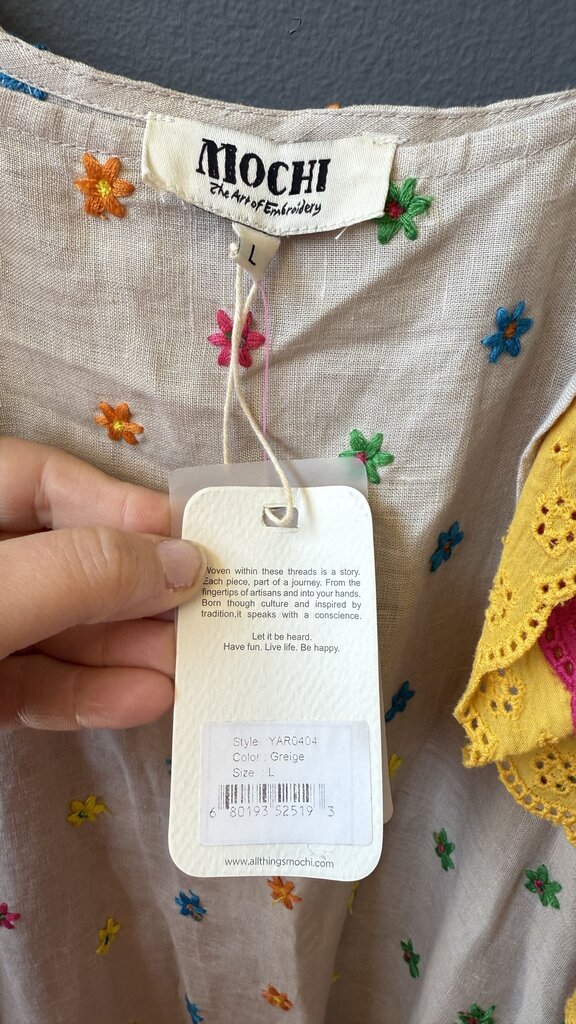 MOCHI
The Art of Embroidery
L
Woven within these threads is a story.
Each piece, part of a journey. From the
fingertips of artisans and into your hands.
Born though culture and inspired by
tradition,it speaks with a conscience.
Let it be heard.
Have fun. Live life. Be happy.
Style :YAR0404
Color : Greige
Size : L
6 80193 52519 3
www.allthingsmochi.com